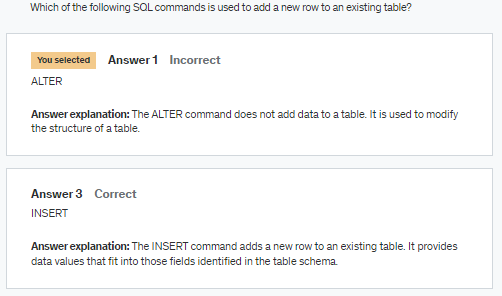 Which of the following SQL commands is used to add a new row to an existing table?
You selected Answer 1 Incorrect
ALTER
Answer explanation: The ALTER command does not add data to a table. It is used to modify
the structure of a table.
Answer 3 Correct
INSERT
Answer explanation: The INSERT command adds a new row to an existing table. It provides
data values that fit into those fields identified in the table schema.